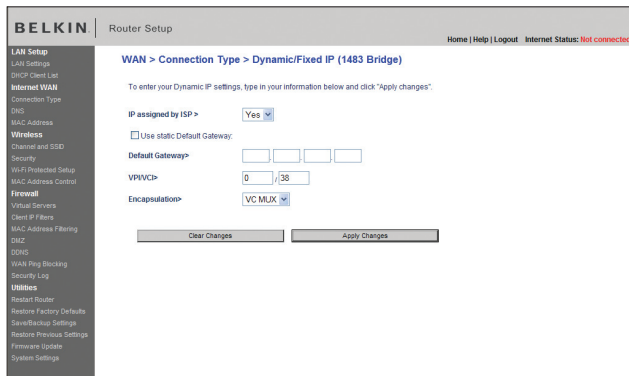 BELKIN. Router Setup
Home | Help | Logout Internet Status: Not connected
LAN Setup
LAN Settings
DHCP Client List
Internet WAN
Connection Type
DNS
MAC Address
Wireless
Channel and SSID
Security
Wi-Fi Protected Setup
MAC Address Control
Firewall
Virtual Servers
Client IP Filters
MAC Address Filtering
DMZ
DDNS
WAN Ping Blocking
Security Log
Utilities
Restart Router
Restore Factory Defaults
Save/Backup Settings
Restore Previous Settings
Firmware Update
System Settings
WAN > Connection Type > Dynamic/Fixed IP (1483 Bridge)
To enter your Dynamic IP settings, type in your information below and click "Apply changes".
IP assigned by ISP > Yes
Use static Default Gateway:
Default Gateway> . . .
VPI/VCI> 0 / 38
Encapsulation> VC MUX
Clear Changes Apply Changes